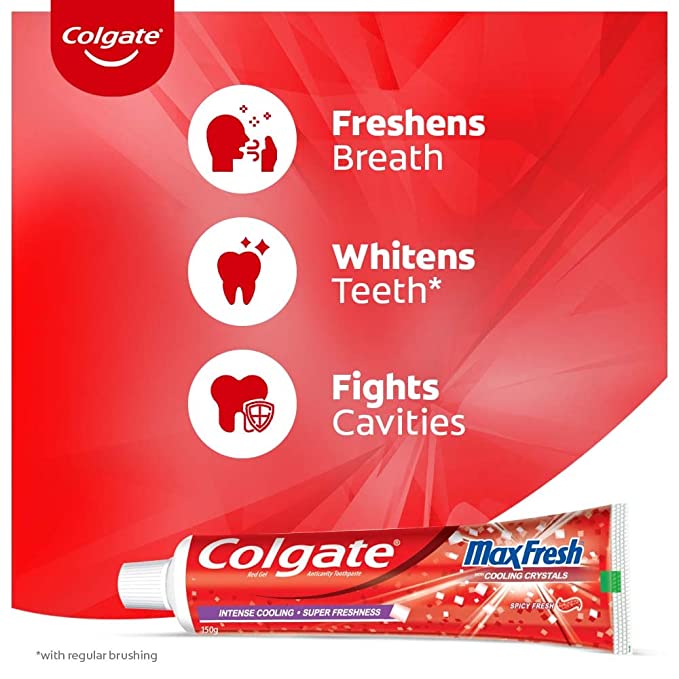 Colgate®
Freshens
Breath
Whitens
Teeth*
Fights
Cavities
Colgate®
Red Gel Anticavity Toothpaste
MaxFresh
WITH COOLING CRYSTALS
INTENSE COOLING • SUPER FRESHNESS
SPICY FRESH
150g
*with regular brushing